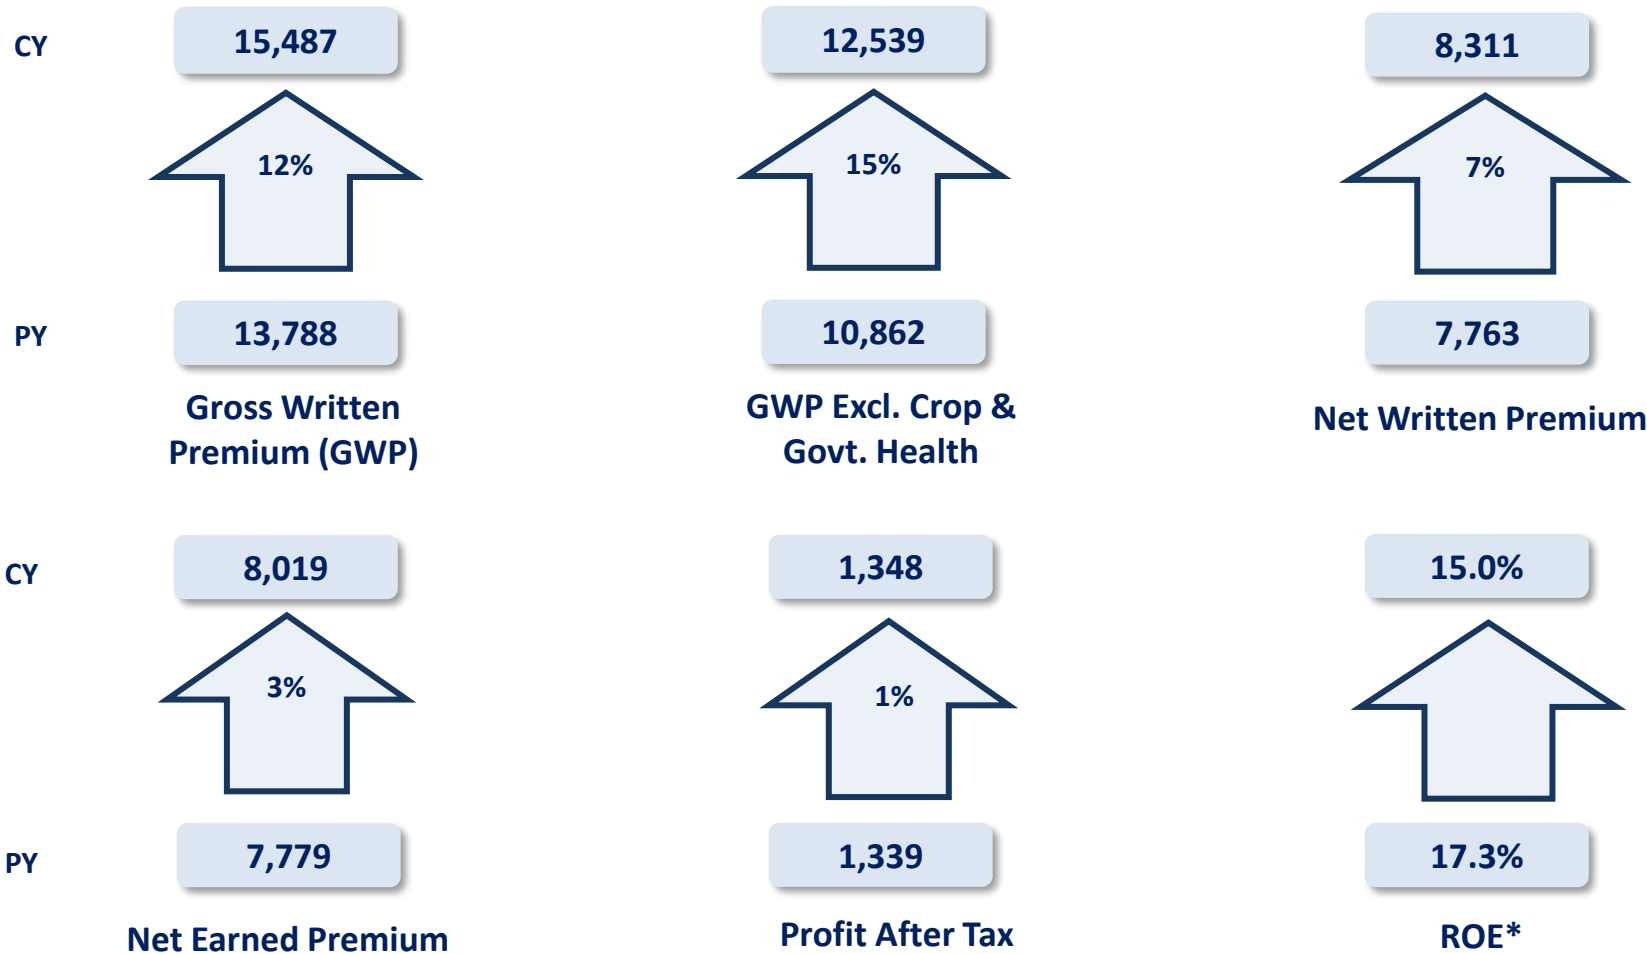 CY
15,487
12,539
8,311
12%
15%
7%
PY
13,788
10,862
7,763
Gross Written
Premium (GWP)
GWP Excl. Crop &
Govt. Health
Net Written Premium
CY
8,019
1,348
15.0%
3%
1%
PY
7,779
1,339
17.3%
Net Earned Premium
Profit After Tax
ROE*